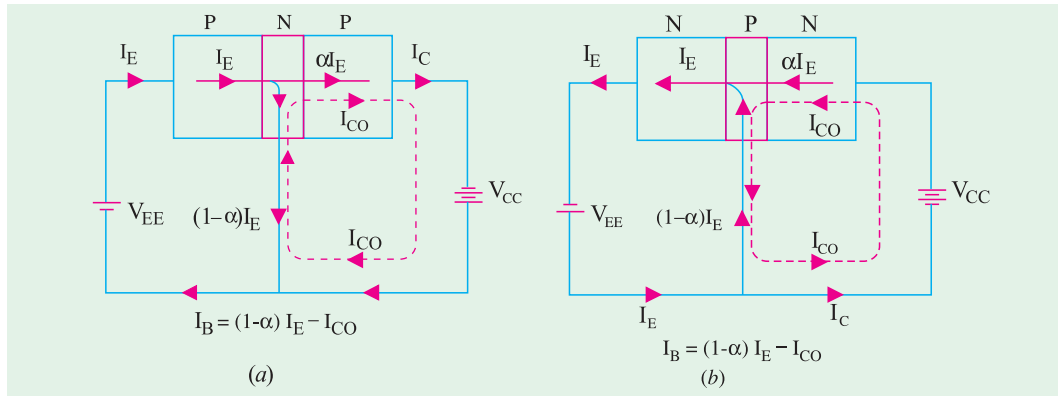 P N P
I_E I_E αI_E I_C
I_CO
V_EE (1–α)I_E V_CC
I_CO
I_B = (1-α) I_E – I_CO
(a)
N P N
I_E I_E αI_E
I_CO
V_EE (1–α)I_E V_CC
I_CO
I_E I_C
I_B = (1-α) I_E – I_CO
(b)